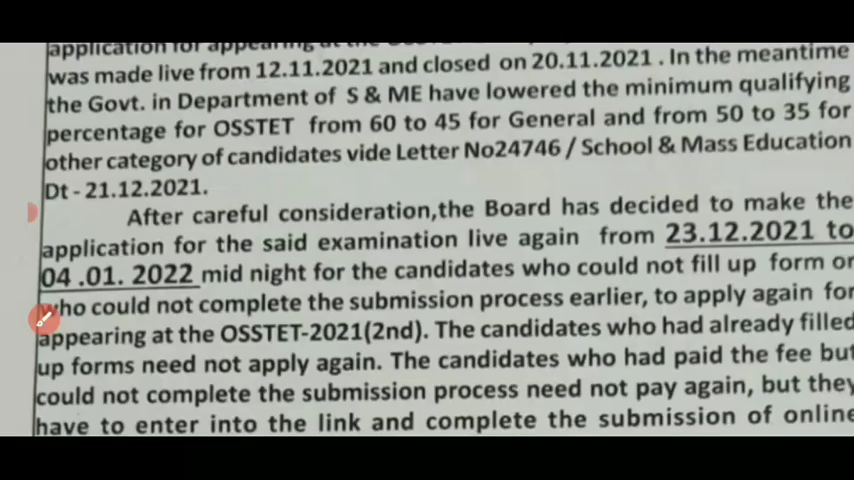 application for appearing at the
was made live from 12.11.2021 and closed on 20.11.2021 . In the meantime
the Govt. in Department of S & ME have lowered the minimum qualifying
percentage for OSSTET from 60 to 45 for General and from 50 to 35 for
other category of candidates vide Letter No24746 / School & Mass Education
Dt - 21.12.2021.
After careful consideration,the Board has decided to make the
application for the said examination live again from 23.12.2021 to
04 .01. 2022 mid night for the candidates who could not fill up form or
who could not complete the submission process earlier, to apply again for
appearing at the OSSTET-2021(2nd). The candidates who had already filled
up forms need not apply again. The candidates who had paid the fee but
could not complete the submission process need not pay again, but they
have to enter into the link and complete the submission of online